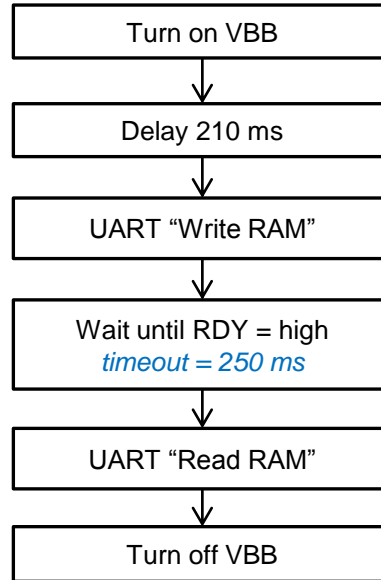 Turn on VBB
Delay 210 ms
UART “Write RAM”
Wait until RDY = high
timeout = 250 ms
UART “Read RAM”
Turn off VBB